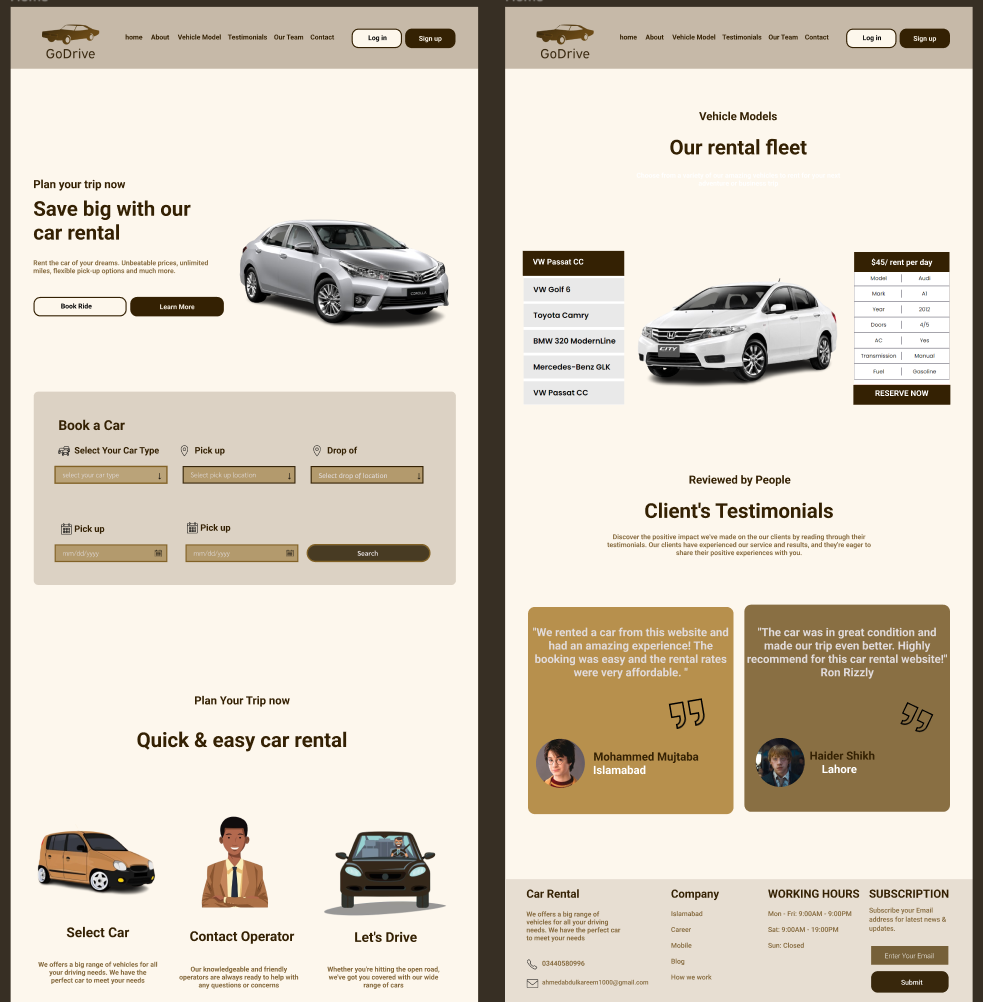 GoDrive
home About Vehicle Model Testimonials Our Team Contact
Log in
Sign up
Plan your trip now
Save big with our
car rental
Rent the car of your dreams. Unbeatable prices, unlimited
miles, flexible pick-up options and much more.
Book Ride
Learn More
COROLLA
Book a Car
Select Your Car Type
Pick up
Drop of
select your car type
Select pick up location
Select drop of location
Pick up
Pick up
mm/dd/yyyy
mm/dd/yyyy
Search
Plan Your Trip now
Quick & easy car rental
Select Car
Contact Operator
Let's Drive
We offers a big range of vehicles for all
your driving needs. We have the
perfect car to meet your needs
Our knowledgeable and friendly
operators are always ready to help with
any questions or concerns
Whether you're hitting the open road,
we've got you covered with our wide
range of cars
GoDrive
home About Vehicle Model Testimonials Our Team Contact
Log in
Sign up
Vehicle Models
Our rental fleet
VW Passat CC
VW Golf 6
Toyota Camry
BMW 320 ModernLine
Mercedes-Benz GLK
VW Passat CC
CITY
$45/ rent per day
Model | Audi
Mark | A1
Year | 2012
Doors | 4/5
AC | Yes
Transmission | Manual
Fuel | Gasoline
RESERVE NOW
Reviewed by People
Client's Testimonials
Discover the positive impact we've made on the our clients by reading through their
testimonials. Our clients have experienced our service and results, and they're eager to
share their positive experiences with you.
"We rented a car from this website and
had an amazing experience! The
booking was easy and the rental rates
were very affordable. "
Mohammed Mujtaba
Islamabad
"The car was in great condition and
made our trip even better. Highly
recommend for this car rental website!"
Ron Rizzly
Haider Shikh
Lahore
Car Rental
We offers a big range of
vehicles for all your driving
needs. We have the perfect car
to meet your needs
03440580996
ahmedabdulkareem1000@gmail.com
Company
Islamabad
Career
Mobile
Blog
How we work
WORKING HOURS
Mon - Fri: 9:00AM - 9:00PM
Sat: 9:00AM - 19:00PM
Sun: Closed
SUBSCRIPTION
Subscribe your Email
address for latest news &
updates.
Enter Your Email
Submit